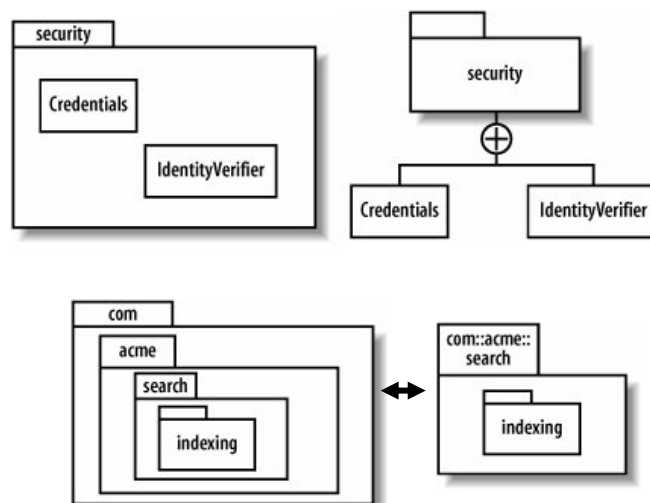 security
Credentials
IdentityVerifier
security
Credentials
IdentityVerifier
com
acme
search
indexing
com::acme::
search
indexing